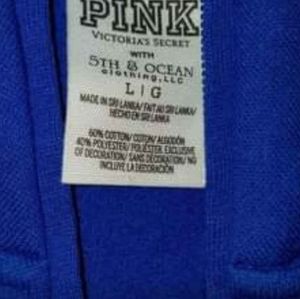 PINK
VICTORIA'S SECRET
WITH
5TH & OCEAN
clothing, LLC
L | G
MADE IN SRI LANKA/ FAIT AU SRI LANKA/
HECHO EN SRI LANKA
60% COTTON/ COTON/ ALGODÓN
40% POLYESTER/ POLIÉSTER. EXCLUSIVE
OF DECORATION/ SANS DÉCORATION/ NO
INCLUYE LA DECORACIÓN